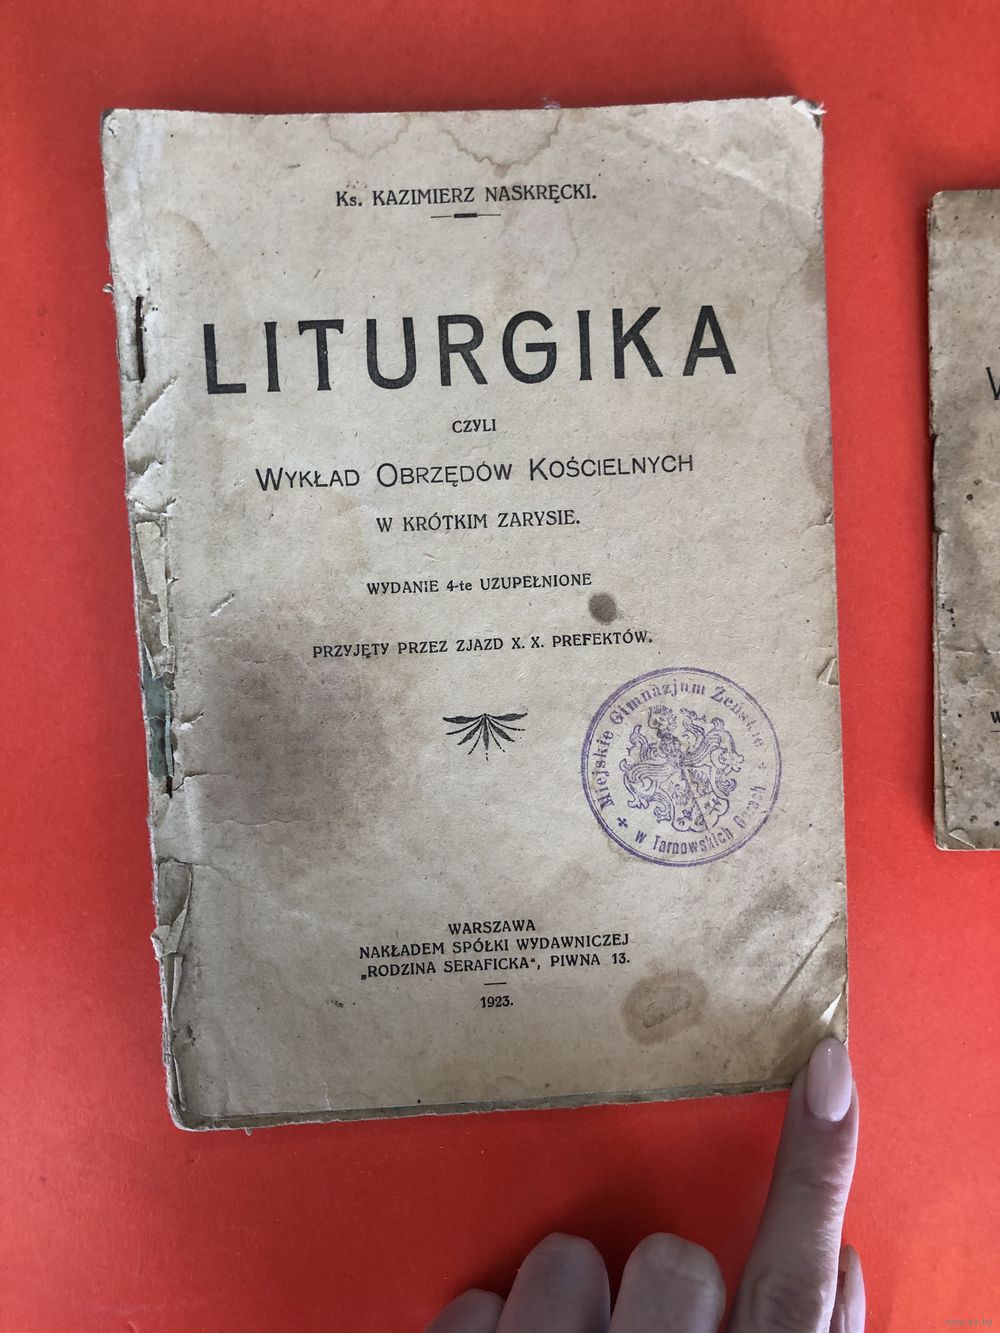 Ks. KAZIMIERZ NASKRĘCKI.
LITURGIKA
CZYLI
WYKŁAD OBRZĘDÓW KOŚCIELNYCH
W KRÓTKIM ZARYSIE.
WYDANIE 4-te UZUPEŁNIONE
PRZYJĘTY PRZEZ ZJAZD X. X. PREFEKTÓW.
Miejskie Gimnazjum Żeńskie
w Tarnowskich Górach
WARSZAWA
NAKŁADEM SPÓŁKI WYDAWNICZEJ
„RODZINA SERAFICKA“, PIWNA 13.
1923.